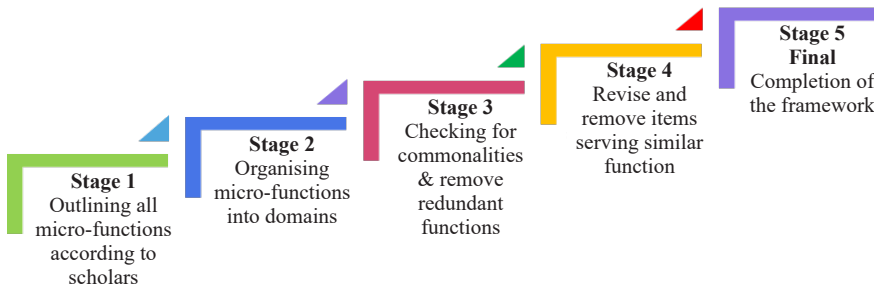 Stage 1
Outlining all
micro-functions
according to
scholars
Stage 2
Organising
micro-functions
into domains
Stage 3
Checking for
commonalities
& remove
redundant
functions
Stage 4
Revise and
remove items
serving similar
function
Stage 5
Final
Completion of
the framework